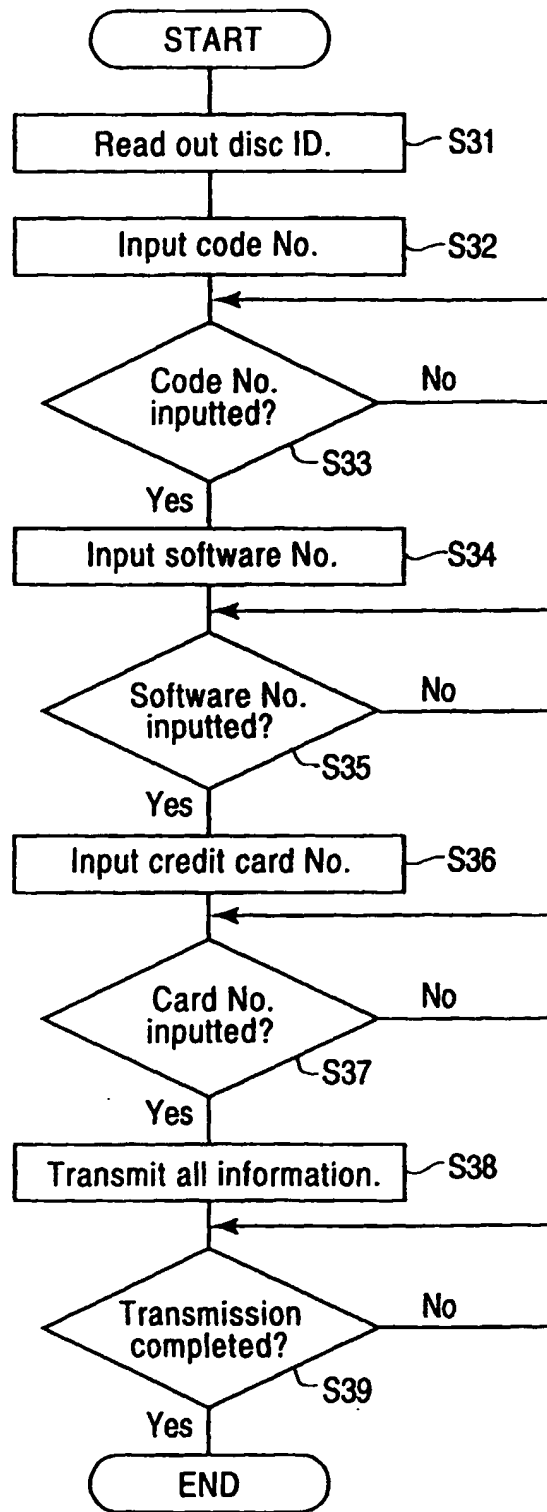 START
Read out disc ID.
S31
Input code No.
S32
Code No.
inputted?
No
S33
Yes
Input software No.
S34
Software No.
inputted?
No
S35
Yes
Input credit card No.
S36
Card No.
inputted?
No
S37
Yes
Transmit all information.
S38
Transmission
completed?
No
S39
Yes
END